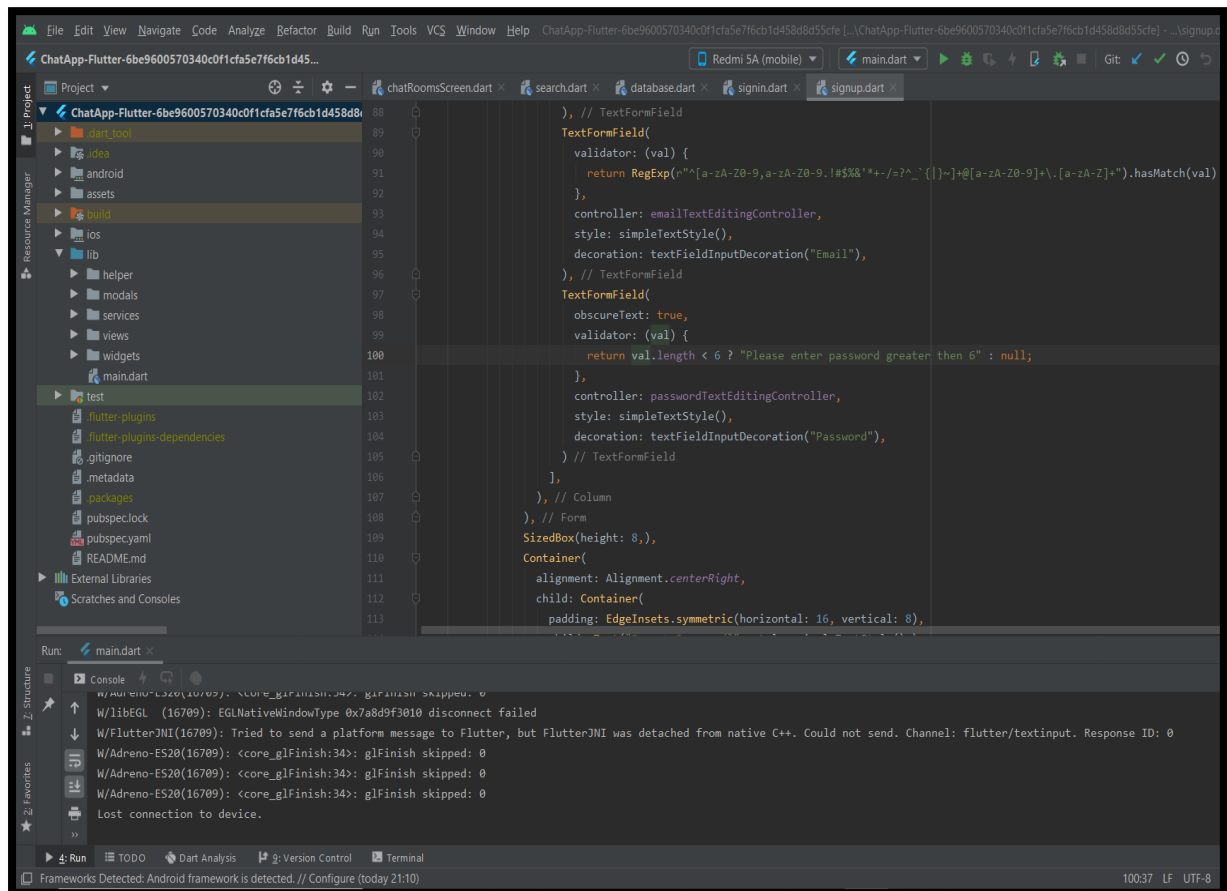 File Edit View Navigate Code Analyze Refactor Build Run Tools VCS Window Help ChatApp-Flutter-6be9600570340c0f1cfa5e7f6cb1d458d8d55cfe [...\ChatApp-Flutter-6be9600570340c0f1cfa5e7f6cb1d458d8d55cfe] - ...\signup.d
ChatApp-Flutter-6be9600570340c0f1cfa5e7f6cb1d45... Redmi 5A (mobile) main.dart Git:
Project chatRoomsScreen.dart search.dart database.dart signin.dart signup.dart
1: Project
Resource Manager
Z: Structure
2: Favorites
ChatApp-Flutter-6be9600570340c0f1cfa5e7f6cb1d458d8
.dart_tool
.idea
android
assets
build
ios
lib
helper
modals
services
views
widgets
main.dart
test
.flutter-plugins
.flutter-plugins-dependencies
.gitignore
.metadata
.packages
pubspec.lock
pubspec.yaml
README.md
External Libraries
Scratches and Consoles
88 ), // TextFormField
89 TextFormField(
90 validator: (val) {
91 return RegExp(r"^[a-zA-Z0-9,a-zA-Z0-9.!#$%&'*+-/=?^_`{|}~]+@[a-zA-Z0-9]+\.[a-zA-Z]+").hasMatch(val)
92 },
93 controller: emailTextEditingController,
94 style: simpleTextStyle(),
95 decoration: textFieldInputDecoration("Email"),
96 ), // TextFormField
97 TextFormField(
98 obscureText: true,
99 validator: (val) {
100 return val.length < 6 ? "Please enter password greater then 6" : null;
101 },
102 controller: passwordTextEditingController,
103 style: simpleTextStyle(),
104 decoration: textFieldInputDecoration("Password"),
105 ) // TextFormField
106 ],
107 ), // Column
108 ), // Form
109 SizedBox(height: 8,),
110 Container(
111 alignment: Alignment.centerRight,
112 child: Container(
113 padding: EdgeInsets.symmetric(horizontal: 16, vertical: 8),
Run: main.dart
Console
W/Adreno-ES20(16709): <core_glFinish:34>: glFinish skipped: 0
W/libEGL (16709): EGLNativeWindowType 0x7a8d9f3010 disconnect failed
W/FlutterJNI(16709): Tried to send a platform message to Flutter, but FlutterJNI was detached from native C++. Could not send. Channel: flutter/textinput. Response ID: 0
W/Adreno-ES20(16709): <core_glFinish:34>: glFinish skipped: 0
W/Adreno-ES20(16709): <core_glFinish:34>: glFinish skipped: 0
W/Adreno-ES20(16709): <core_glFinish:34>: glFinish skipped: 0
Lost connection to device.
4: Run TODO Dart Analysis 9: Version Control Terminal
Frameworks Detected: Android framework is detected. // Configure (today 21:10) 100:37 LF UTF-8